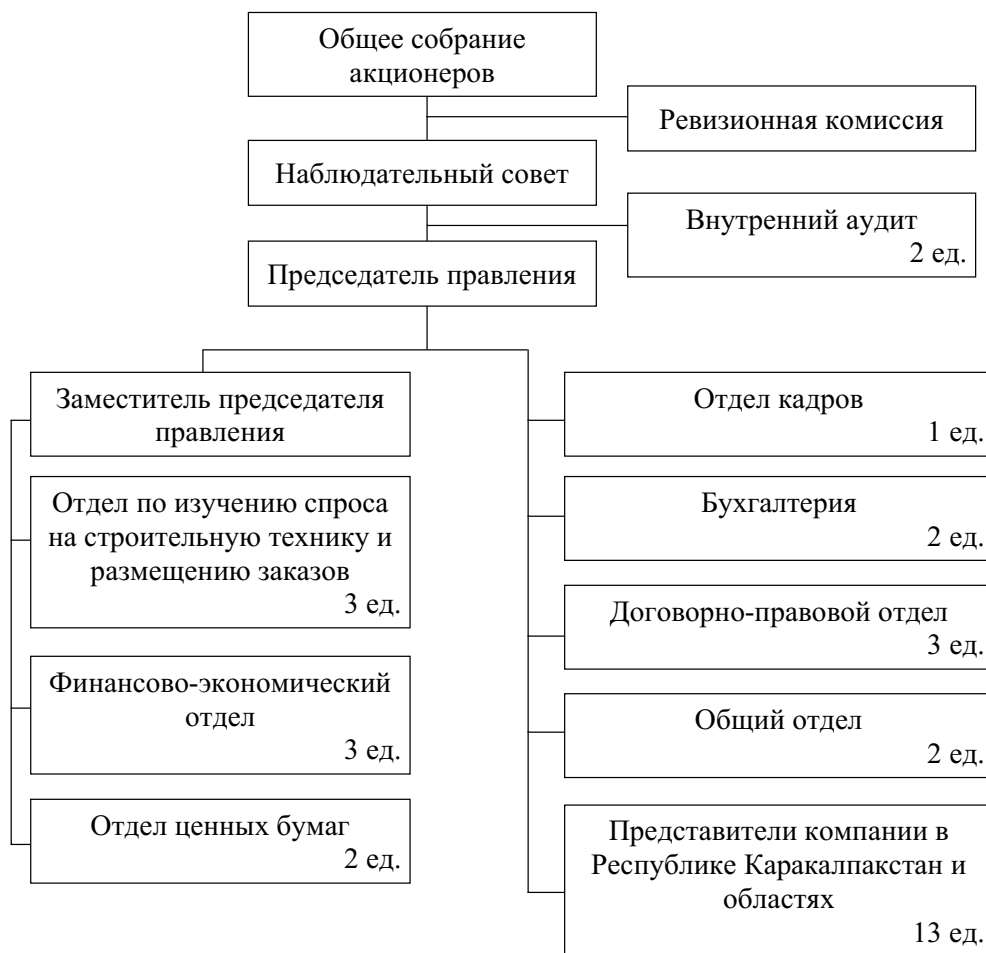 Общее собрание
акционеров
Ревизионная комиссия
Наблюдательный совет
Внутренний аудит
2 ед.
Председатель правления
Заместитель председателя
правления
Отдел по изучению спроса
на строительную технику и
размещению заказов
3 ед.
Финансово-экономический
отдел
3 ед.
Отдел ценных бумаг
2 ед.
Отдел кадров
1 ед.
Бухгалтерия
2 ед.
Договорно-правовой отдел
3 ед.
Общий отдел
2 ед.
Представители компании в
Республике Каракалпакстан и
областях
13 ед.